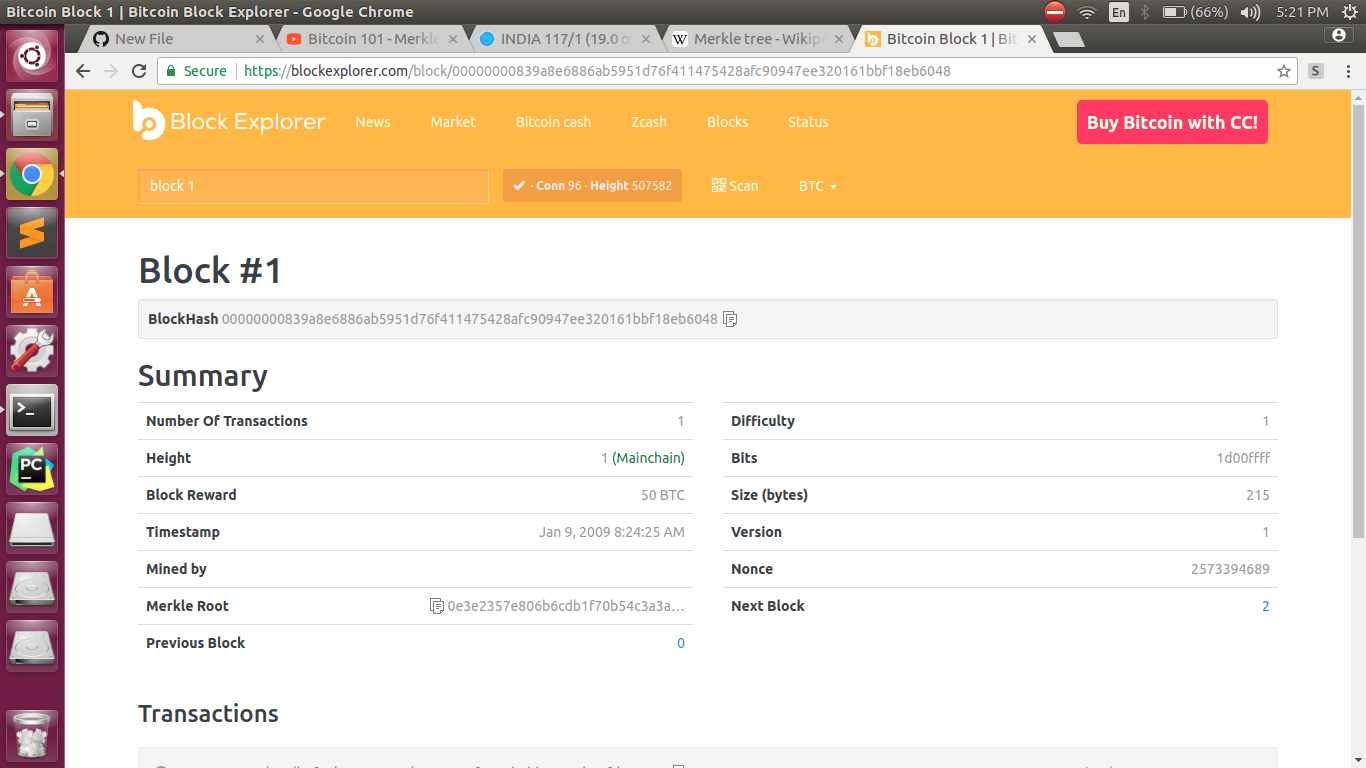 Bitcoin Block 1 | Bitcoin Block Explorer - Google Chrome
En
(66%)
5:21 PM
New File
Bitcoin 101 - Merkle
INDIA 117/1 (19.0 o
Merkle tree - Wikipe
Bitcoin Block 1 | Bit
Secure
https://blockexplorer.com/block/00000000839a8e6886ab5951d76f411475428afc90947ee320161bbf18eb6048
S
Block Explorer
News
Market
Bitcoin cash
Zcash
Blocks
Status
Buy Bitcoin with CC!
block 1
· Conn 96 · Height 507582
Scan
BTC
PC
Block #1
BlockHash 00000000839a8e6886ab5951d76f411475428afc90947ee320161bbf18eb6048
Summary
Number Of Transactions 1
Height 1 (Mainchain)
Block Reward 50 BTC
Timestamp Jan 9, 2009 8:24:25 AM
Mined by
Merkle Root 0e3e2357e806b6cdb1f70b54c3a3a...
Previous Block 0
Difficulty 1
Bits 1d00ffff
Size (bytes) 215
Version 1
Nonce 2573394689
Next Block 2
Transactions